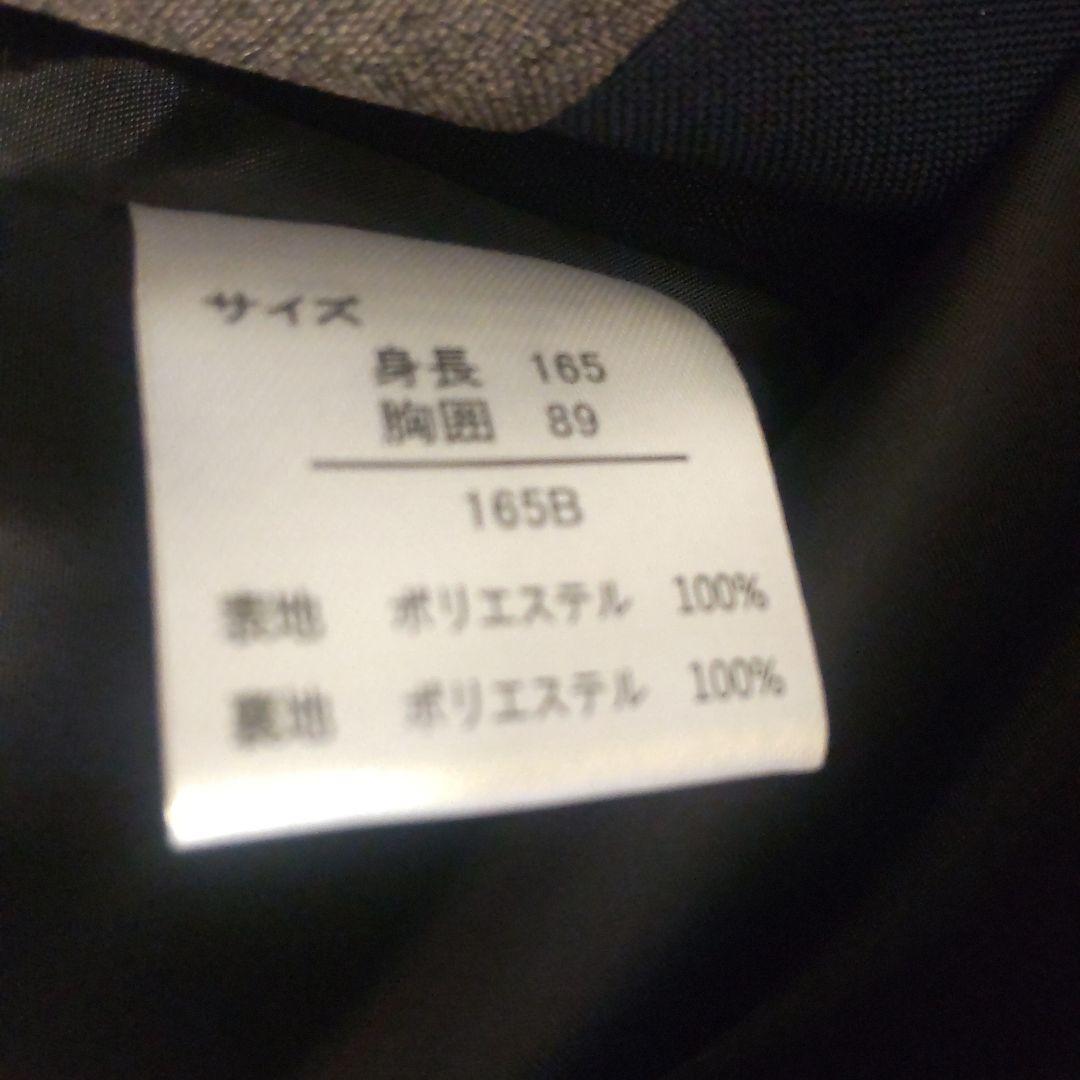 サイズ
身長 165
胸囲 89
165B
表地 ポリエステル 100%
裏地 ポリエステル 100%